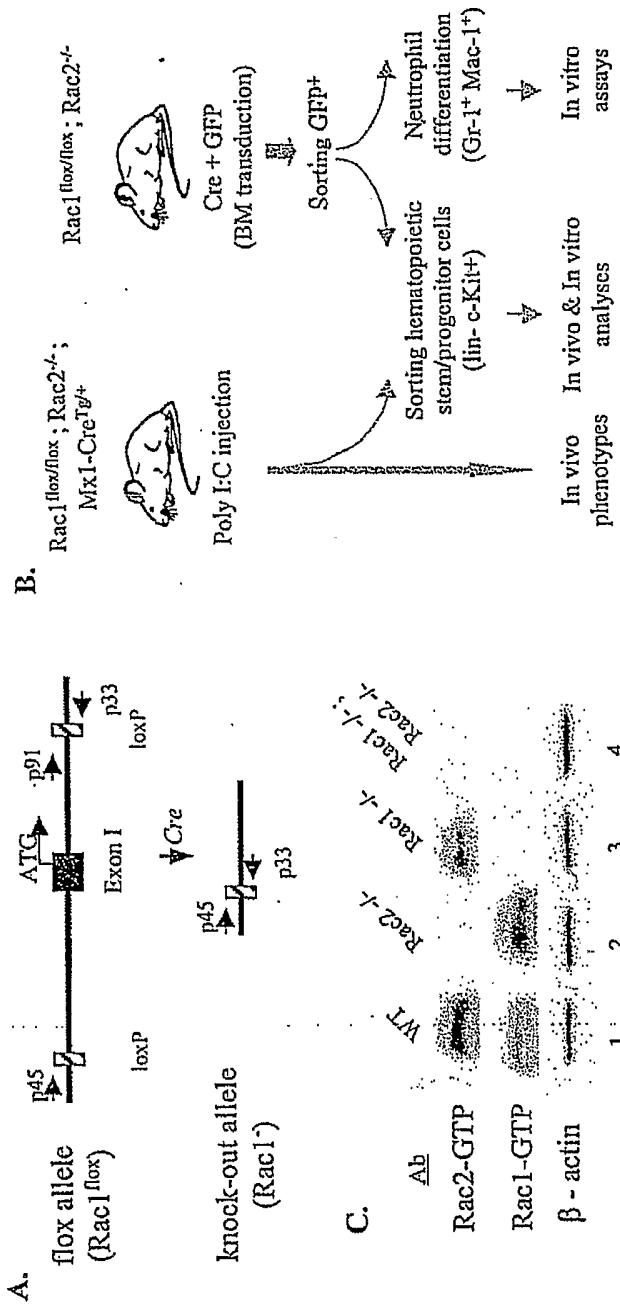 A.
flox allele
(Rac1flox)
p45
loxP
ATG
Exon I
p91
p33
loxP
Cre
knock-out allele
(Rac1-)
p45
p33
B.
Rac1flox/flox; Rac2-/-;
Mx1-CreTg/+
Poly I:C injection
In vivo
phenotypes
Rac1flox/flox; Rac2-/-
Cre + GFP
(BM transduction)
Sorting GFP+
Sorting hematopoietic
stem/progenitor cells
(lin- c-Kit+)
In vivo & In vitro
analyses
Neutrophil
differentiation
(Gr-1+ Mac-1+)
In vitro
assays
C.
Ab
WT
Rac2 -/-
Rac1 -/-
Rac1 -/- ;
Rac2 -/-
Rac2-GTP
Rac1-GTP
β - actin
1 2 3 4